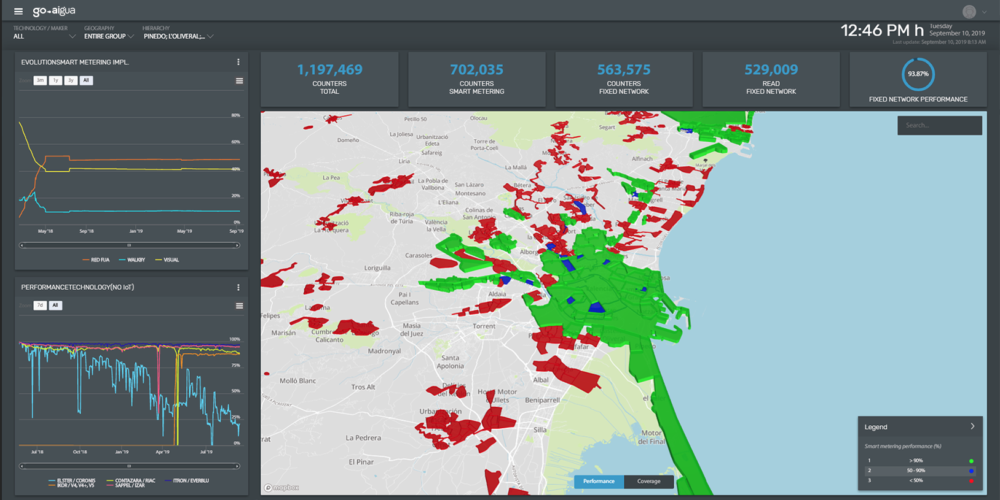 go-aigua
TECHNOLOGY / MAKER
ALL
GEOGRAPHY
ENTIRE GROUP
HIERARCHY
PINEDO; L'OLIVERAL;...
12:46 PM h
Tuesday
September 10, 2019
Last update: September 10, 2019 8:13 AM
EVOLUTIONSMART METERING IMPL.
Zoom 3m 1y 3y All
80%
60%
40%
20%
0%
May '18 Sep '18 Jan '19 May '19 Sep '19
RED FIJA WALKBY VISUAL
PERFORMANCETECHNOLOGY(NO IoT)
Zoom 7d All
100%
75%
50%
25%
0%
Jul '18 Oct '18 Jan '19 Apr '19 Jul '19
ELSTER / CORONIS CONTAZARA / RIAC ITRON / EVERBLU
IKOR / V4, V4+, V5 SAPPEL / IZAR
1,197,469
COUNTERS
TOTAL
702,035
COUNTERS
SMART METERING
563,575
COUNTERS
FIXED NETWORK
529,009
READ
FIXED NETWORK
93.87%
FIXED NETWORK PERFORMANCE
Search...
Petillo 50
Olocau
Segart
La Joliesa
Domeño
Urbanització
Edeta
Safareig
Torre de
Porta-Coeli
Liria
Alfinach
Marjal dels
La Mallá
La Pea
La Pobla de
Vallbona
San Lázaro
Montesano
Bétera
L'Eliana
Colinas de
San Antonio
Riba-roja
de Túria
València
la Vella
Carasoles
Loriguilla
Pai I
Capellans
Aldaia
Felipes
Marisán
Calicanto
Masia
del Juez
Torrent
Madronyal
Santa
Apolonia
Molló Blanc
Tros Alt
Albal
Beniparrell
Silla
La Pedrera
El Pinar
Motor
del Final
mapbox
Performance Coverage
Legend
Smart metering performance (%)
1 > 90%
2 50 - 90%
3 < 50%